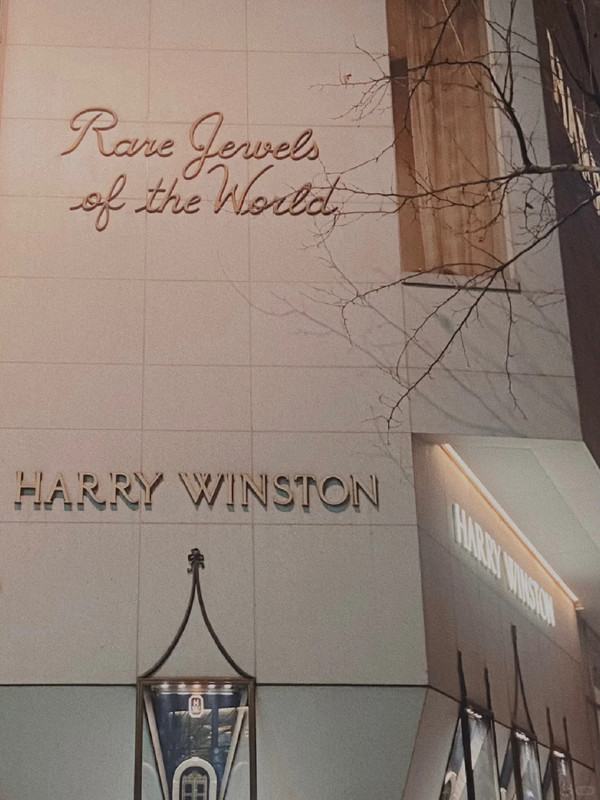 Rare Jewels
of the World
HARRY WINSTON
HARRY WINSTON